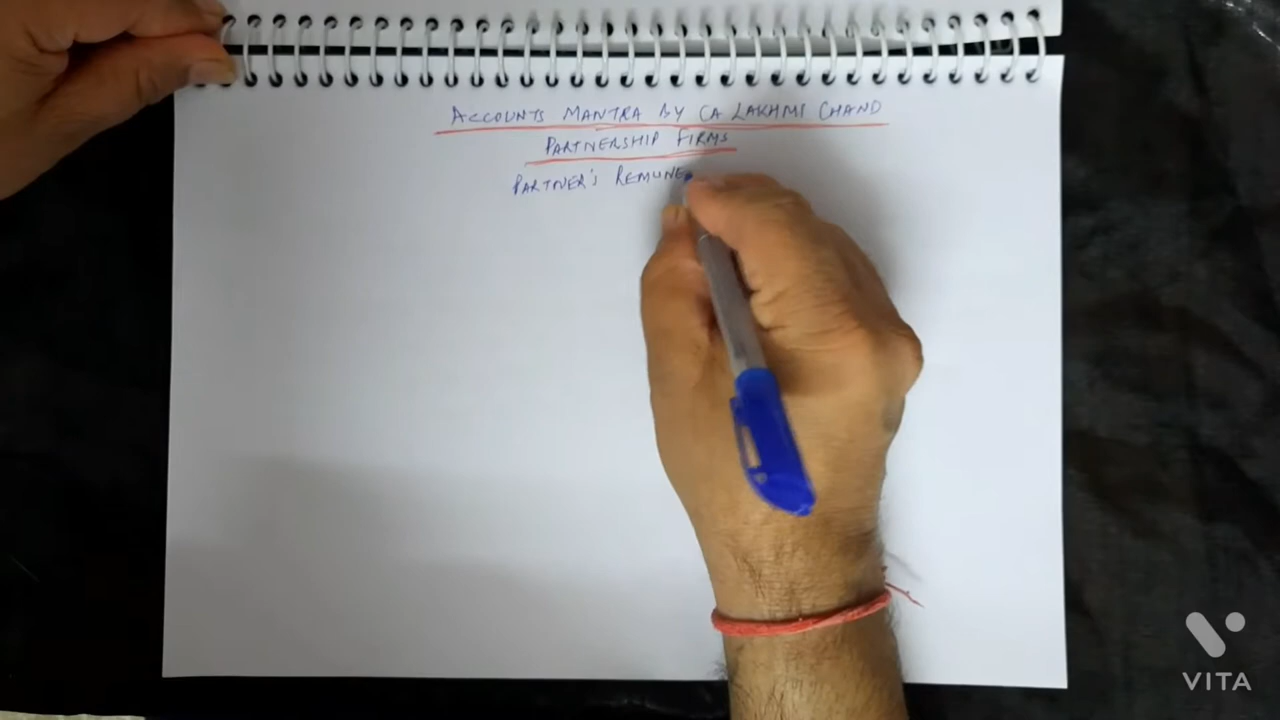 ACCOUNTS MANTRA BY CA LAKHMI CHAND
PARTNERSHIP FIRMS
PARTNER'S REMUNE
VITA